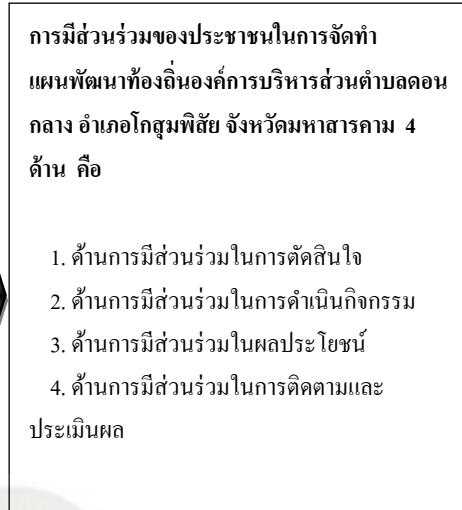 การมีส่วนร่วมของประชาชนในการจัดทำ
แผนพัฒนาท้องถิ่นองค์การบริหารส่วนตำบลดอน
กลาง อำเภอโกสุมพิสัย จังหวัดมหาสารคาม 4
ด้าน คือ
1. ด้านการมีส่วนร่วมในการตัดสินใจ
2. ด้านการมีส่วนร่วมในการดำเนินกิจกรรม
3. ด้านการมีส่วนร่วมในผลประโยชน์
4. ด้านการมีส่วนร่วมในการติดตามและ
ประเมินผล